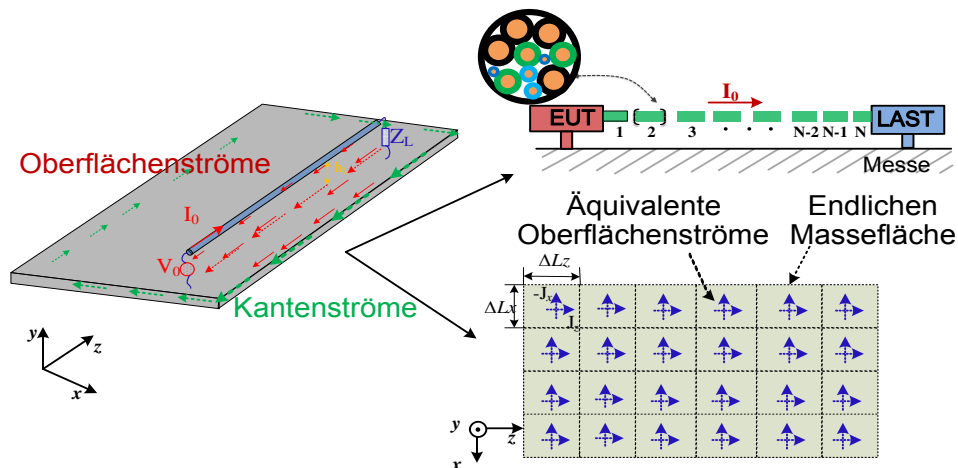 Oberflächenströme
Z_L
I_0
V_0
Kantenströme
y
z
x
I_0
EUT
LAST
1
2
3
N-2
N-1
N
Messe
Äquivalente
Oberflächenströme
Endlichen
Massefläche
ΔLz
ΔLx
-J_x
J_z
y
z
x